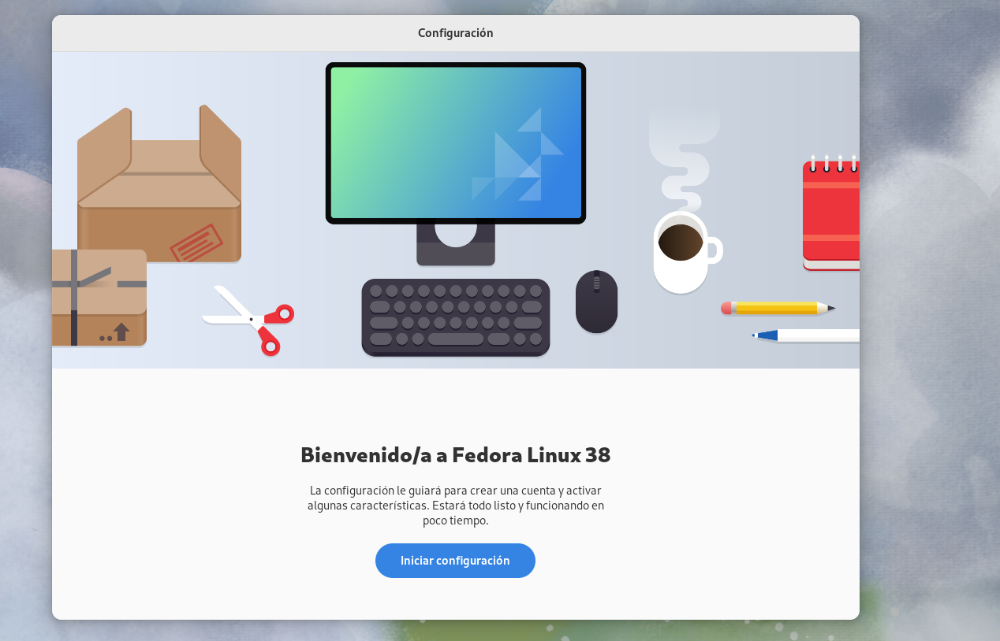 Configuración
Bienvenido/a a Fedora Linux 38
La configuración le guiará para crear una cuenta y activar
algunas características. Estará todo listo y funcionando en
poco tiempo.
Iniciar configuración